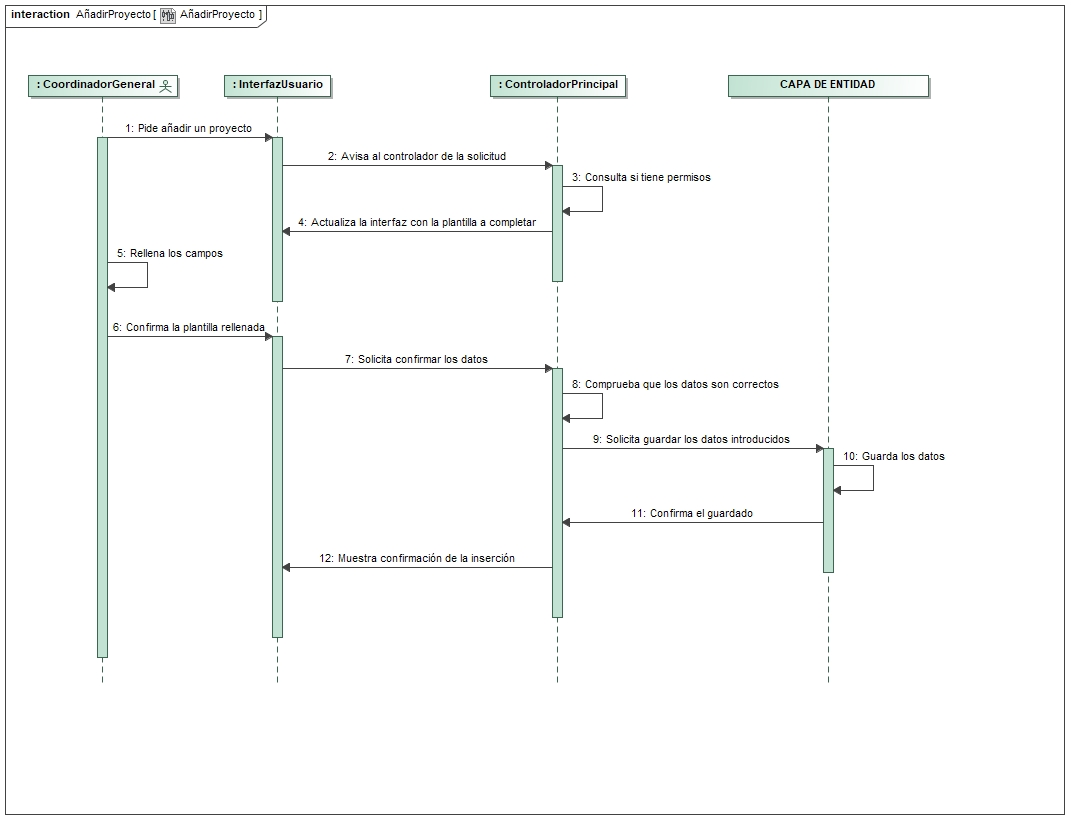 interaction AñadirProyecto [ AñadirProyecto ]
: CoordinadorGeneral
: InterfazUsuario
: ControladorPrincipal
CAPA DE ENTIDAD
1: Pide añadir un proyecto
2: Avisa al controlador de la solicitud
3: Consulta si tiene permisos
4: Actualiza la interfaz con la plantilla a completar
5: Rellena los campos
6: Confirma la plantilla rellenada
7: Solicita confirmar los datos
8: Comprueba que los datos son correctos
9: Solicita guardar los datos introducidos
10: Guarda los datos
11: Confirma el guardado
12: Muestra confirmación de la inserción